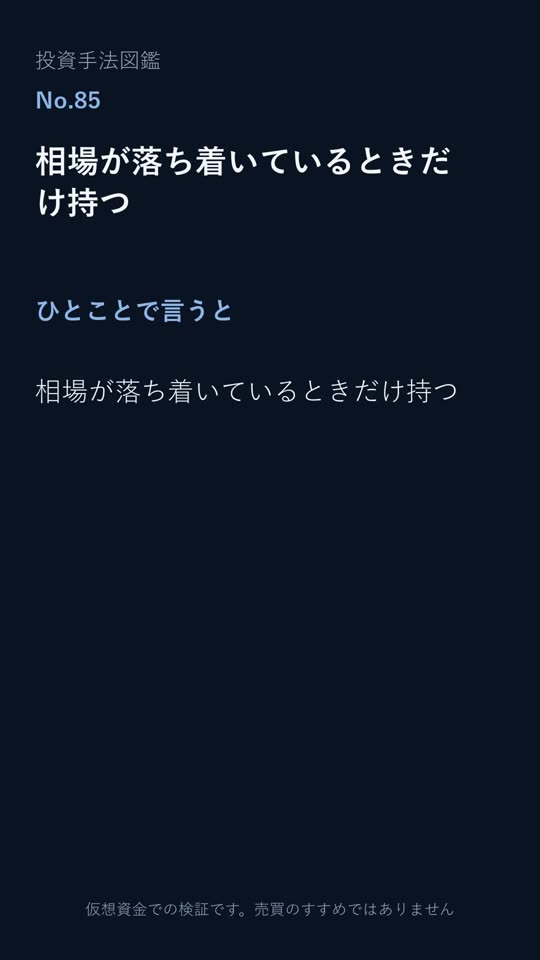 投資手法図鑑
No.85
相場が落ち着いているときだ
け持つ
ひとことで言うと
相場が落ち着いているときだけ持つ
仮想資金での検証です。売買のすすめではありません